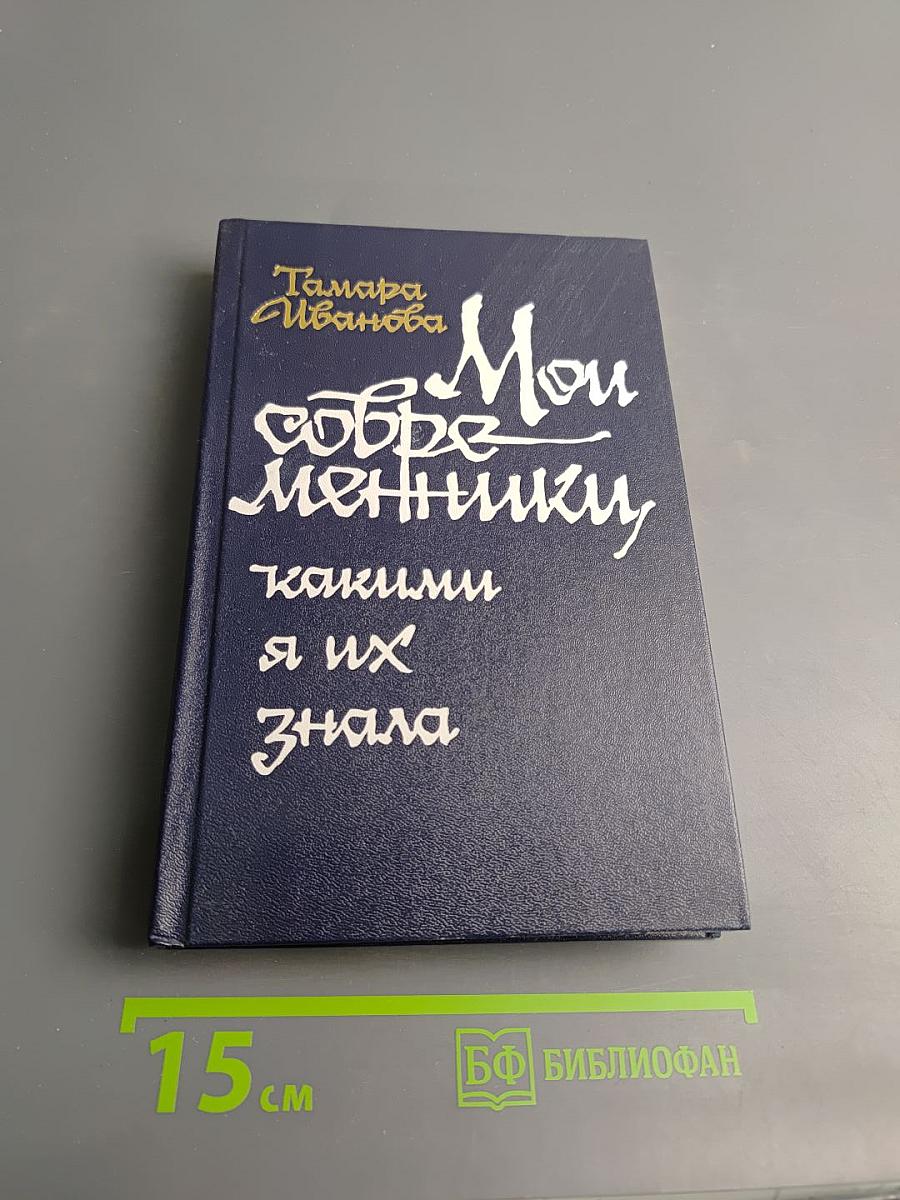 Тамара
Иванова
Мои
совре-
менники,
какими
я их
знала
15 см
БФ БИБЛИОФАН